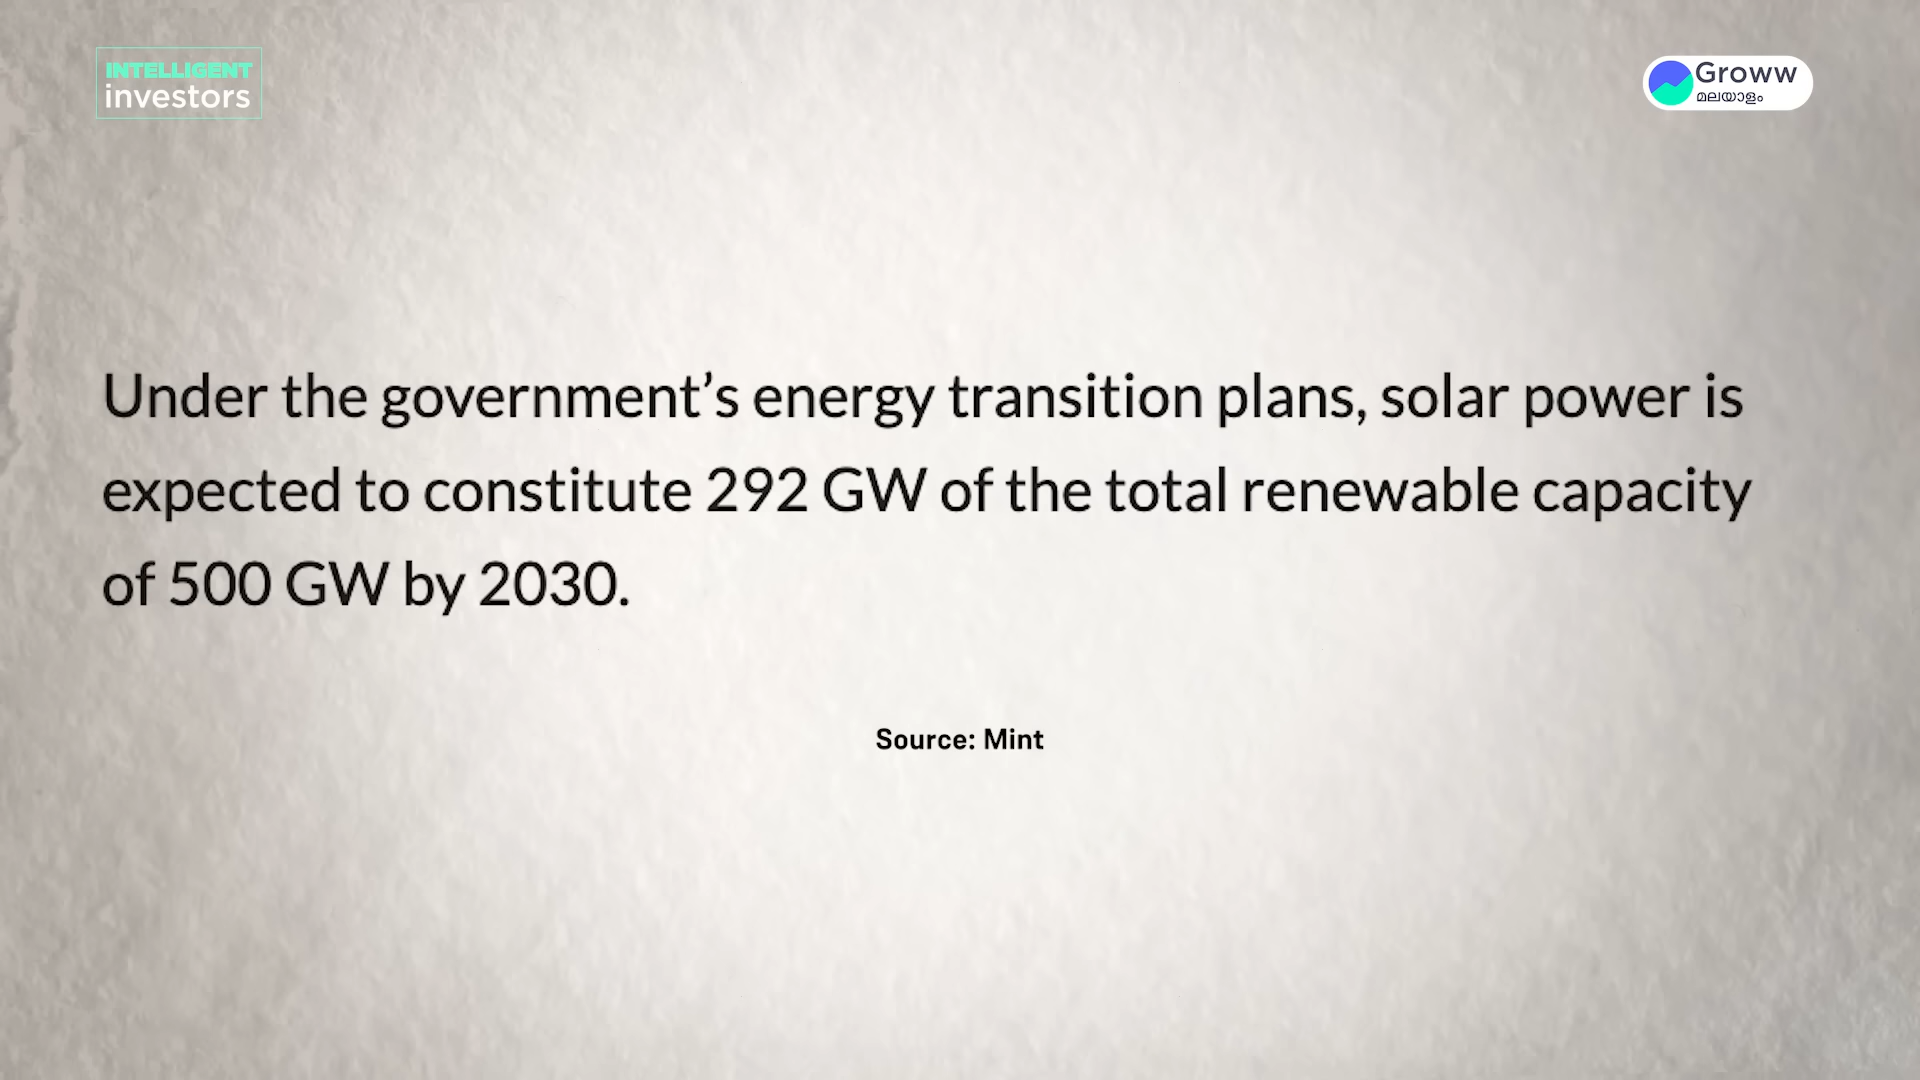 INTELLIGENT
investors
Groww
മലയാളം
Under the government’s energy transition plans, solar power is
expected to constitute 292 GW of the total renewable capacity
of 500 GW by 2030.
Source: Mint